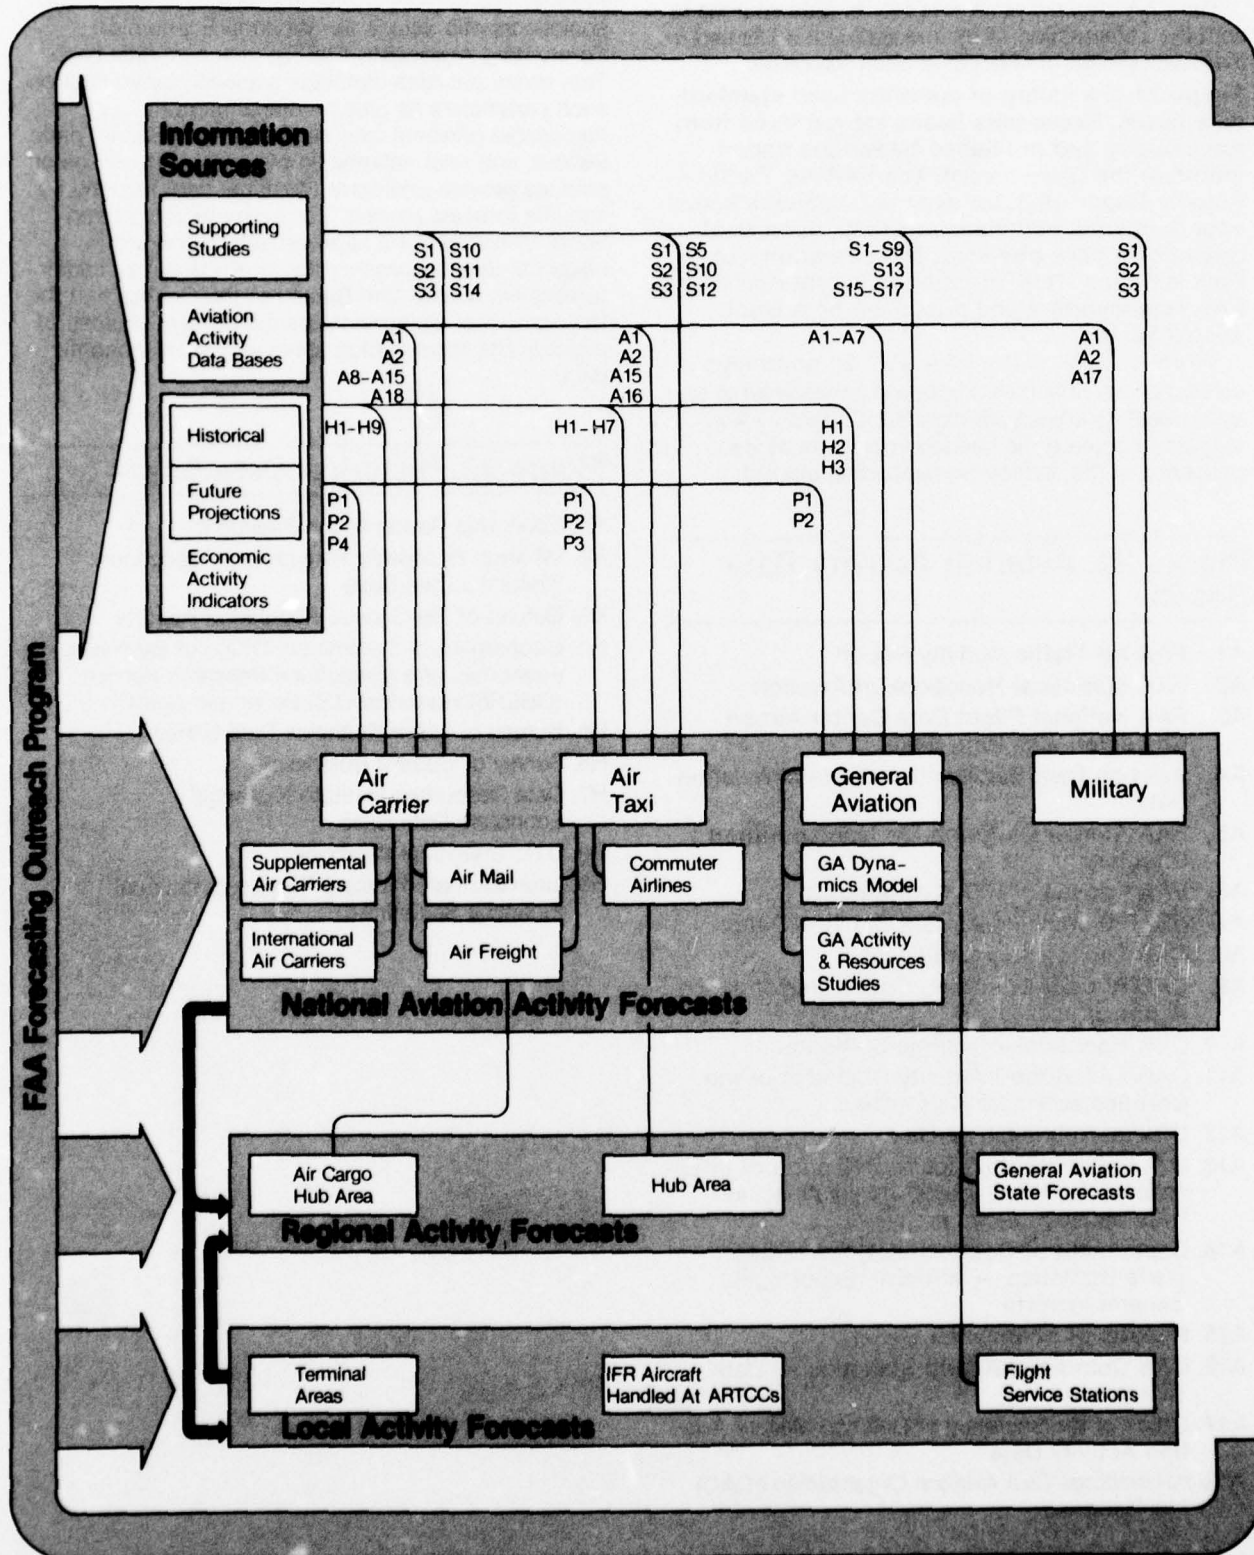 FAA Forecasting Outreach Program
Information
Sources
Supporting
Studies
Aviation
Activity
Data Bases
Historical
Future
Projections
Economic
Activity
Indicators
S1 S10
S2 S11
S3 S14
S1 S5
S2 S10
S3 S12
S1-S9
S13
S15-S17
S1
S2
S3
A1
A2
A8-A15
A18
A1
A2
A15
A16
A1-A7
A1
A2
A17
H1-H9
H1-H7
H1
H2
H3
P1
P2
P4
P1
P2
P3
P1
P2
Air
Carrier
Air
Taxi
General
Aviation
Military
Supplemental
Air Carriers
Air Mail
Commuter
Airlines
GA Dyna-
mics Model
International
Air Carriers
Air Freight
GA Activity
& Resources
Studies
National Aviation Activity Forecasts
Air Cargo
Hub Area
Hub Area
General Aviation
State Forecasts
Regional Activity Forecasts
Terminal
Areas
IFR Aircraft
Handled At ARTCCs
Flight
Service Stations
Local Activity Forecasts